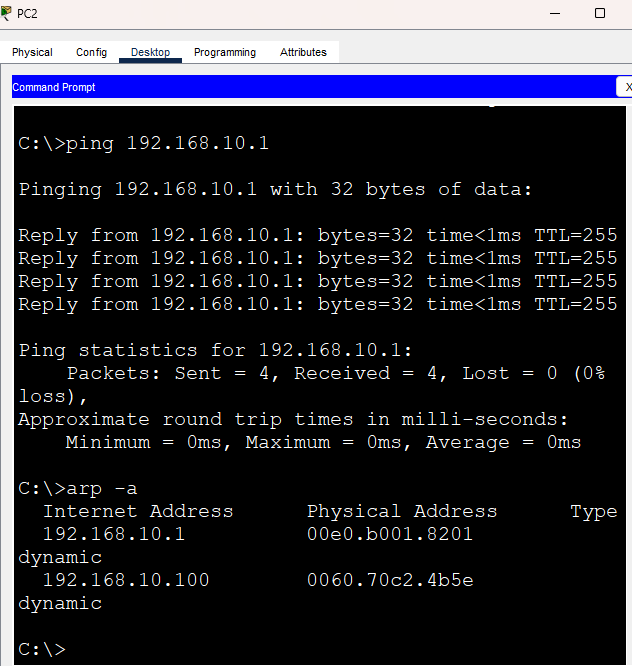 PC2
Physical Config Desktop Programming Attributes
Command Prompt X
C:\>ping 192.168.10.1
Pinging 192.168.10.1 with 32 bytes of data:
Reply from 192.168.10.1: bytes=32 time<1ms TTL=255
Reply from 192.168.10.1: bytes=32 time<1ms TTL=255
Reply from 192.168.10.1: bytes=32 time<1ms TTL=255
Reply from 192.168.10.1: bytes=32 time<1ms TTL=255
Ping statistics for 192.168.10.1:
    Packets: Sent = 4, Received = 4, Lost = 0 (0%
loss),
Approximate round trip times in milli-seconds:
    Minimum = 0ms, Maximum = 0ms, Average = 0ms
C:\>arp -a
  Internet Address      Physical Address      Type
  192.168.10.1          00e0.b001.8201
dynamic
  192.168.10.100        0060.70c2.4b5e
dynamic
C:\>